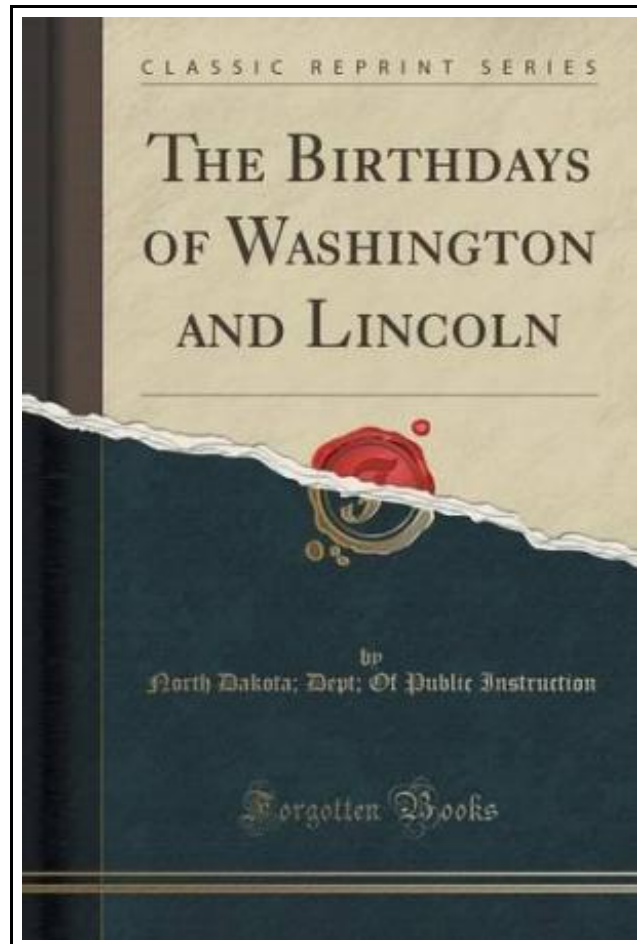 CLASSIC REPRINT SERIES
THE BIRTHDAYS
OF WASHINGTON
AND LINCOLN
by
North Dakota; Dept; Of Public Instruction
Forgotten Books